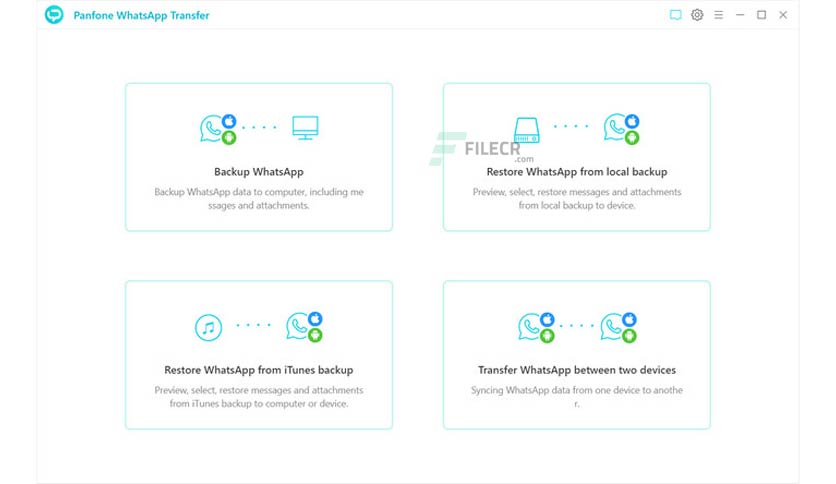 Panfone WhatsApp Transfer
Backup WhatsApp
Backup WhatsApp data to computer, including me
ssages and attachments.
FILECR
.com
Restore WhatsApp from local backup
Preview, select, restore messages and attachments
from local backup to device.
Restore WhatsApp from iTunes backup
Preview, select, restore messages and attachments
from iTunes backup to computer or device.
Transfer WhatsApp between two devices
Syncing WhatsApp data from one device to anothe
r.